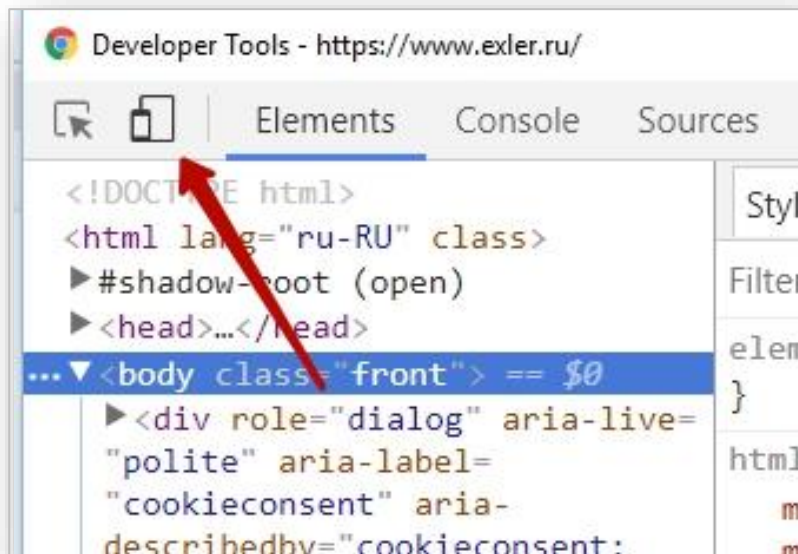 Developer Tools - https://www.exler.ru/
Elements Console Sources
<!DOCTYPE html>
<html lang="ru-RU" class>
▶#shadow-root (open)
▶<head>…</head>
…▼<body class="front"> == $0
▶<div role="dialog" aria-live=
"polite" aria-label=
"cookieconsent" aria-
describedby="cookieconsent:
Styl
Filter
elem
}
html
m
m